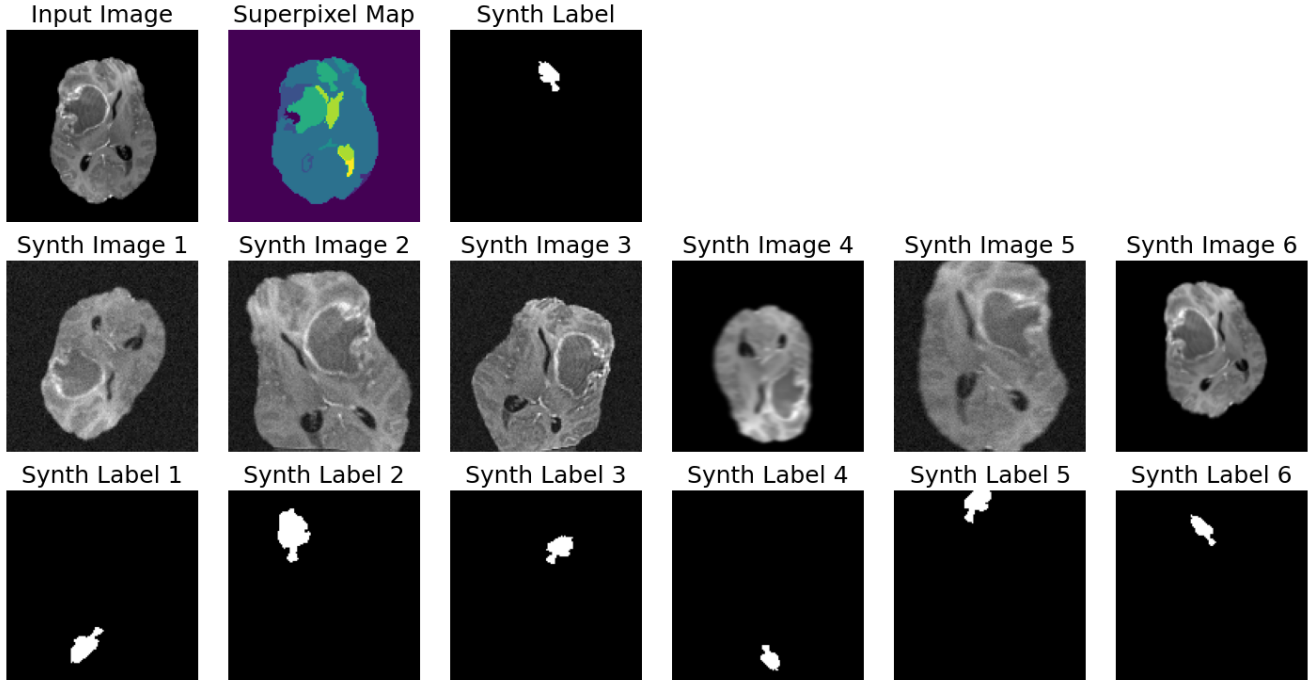 Input Image
Superpixel Map
Synth Label
Synth Image 1
Synth Image 2
Synth Image 3
Synth Image 4
Synth Image 5
Synth Image 6
Synth Label 1
Synth Label 2
Synth Label 3
Synth Label 4
Synth Label 5
Synth Label 6